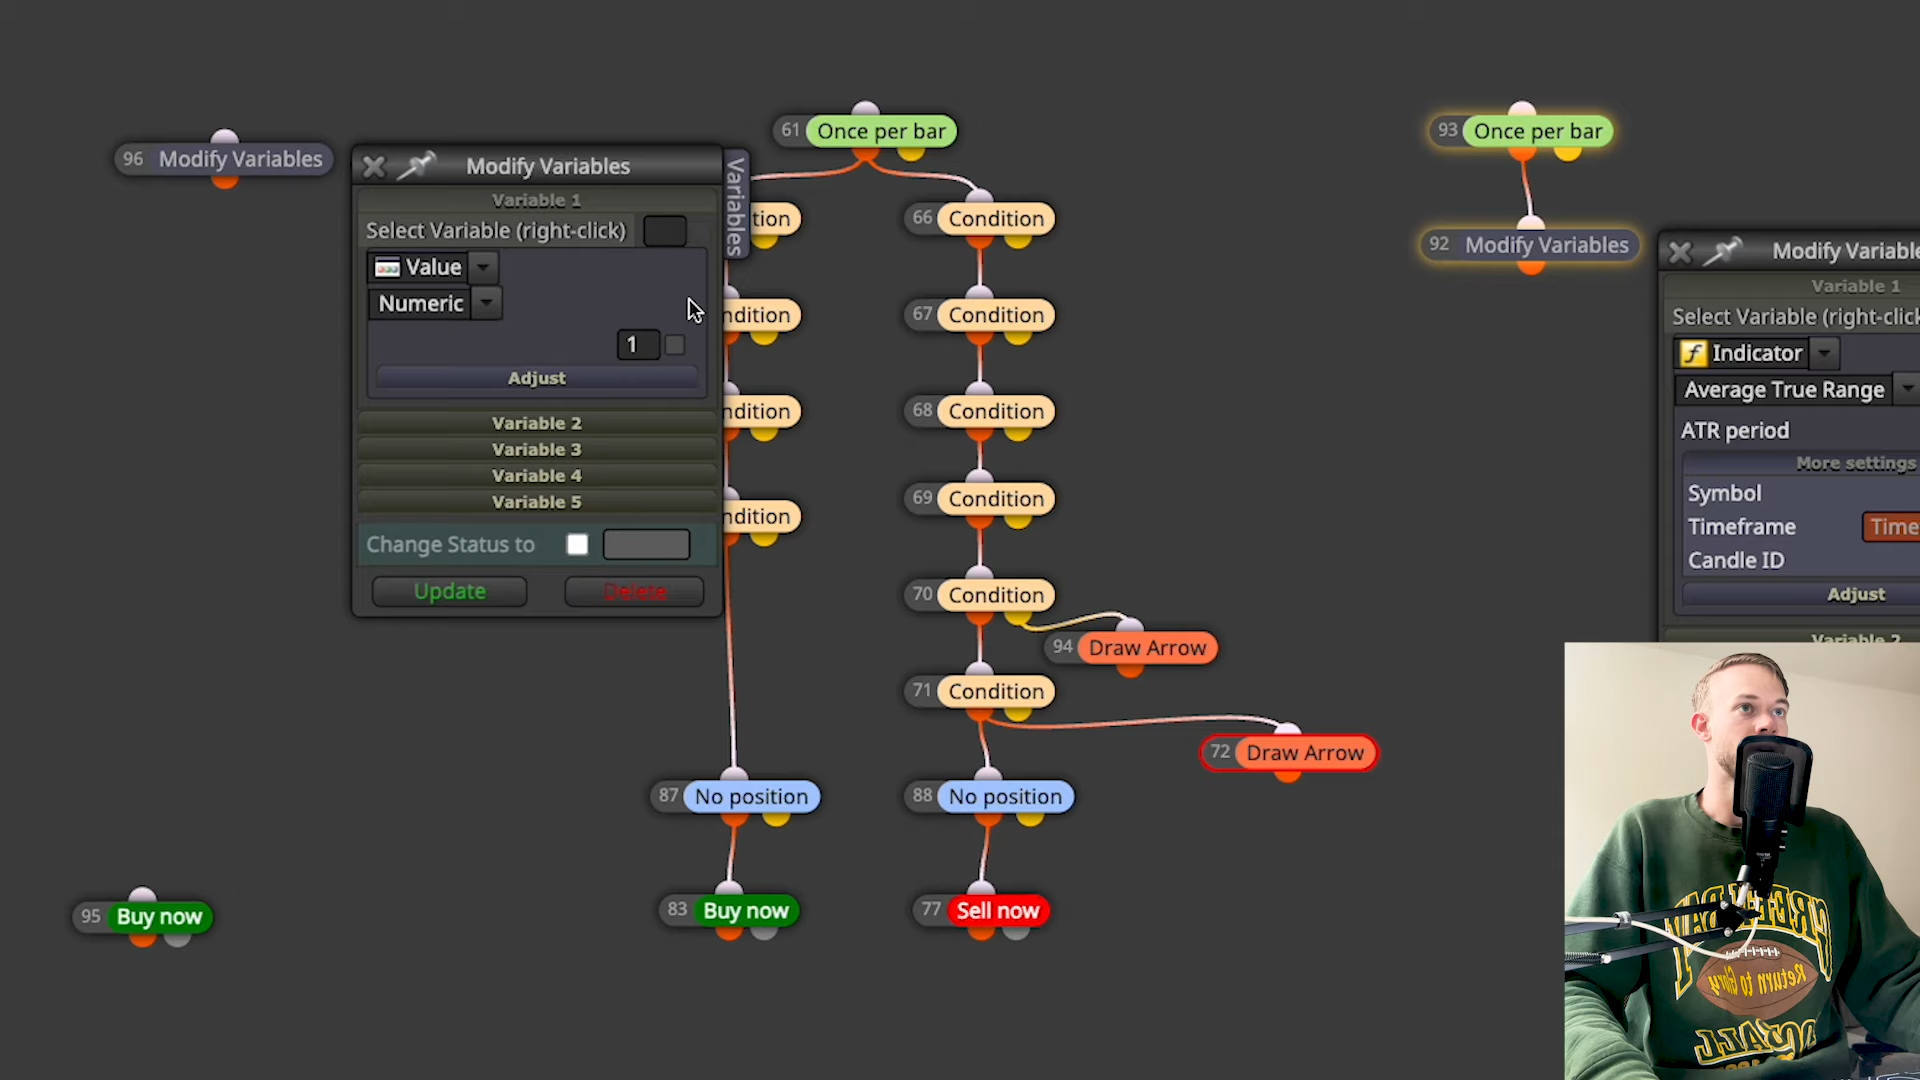 96 Modify Variables
Modify Variables
Variables
Variable 1
Select Variable (right-click)
Value
Numeric
1
Adjust
Variable 2
Variable 3
Variable 4
Variable 5
Change Status to
Update
Delete
61 Once per bar
tion
ndition
ndition
ndition
66 Condition
67 Condition
68 Condition
69 Condition
70 Condition
94 Draw Arrow
71 Condition
72 Draw Arrow
87 No position
88 No position
95 Buy now
83 Buy now
77 Sell now
93 Once per bar
92 Modify Variables
Modify Variable
Variable 1
Select Variable (right-click
Indicator
Average True Range
ATR period
More settings
Symbol
Timeframe
Time
Candle ID
Adjust
Variable 2
Return to Glory